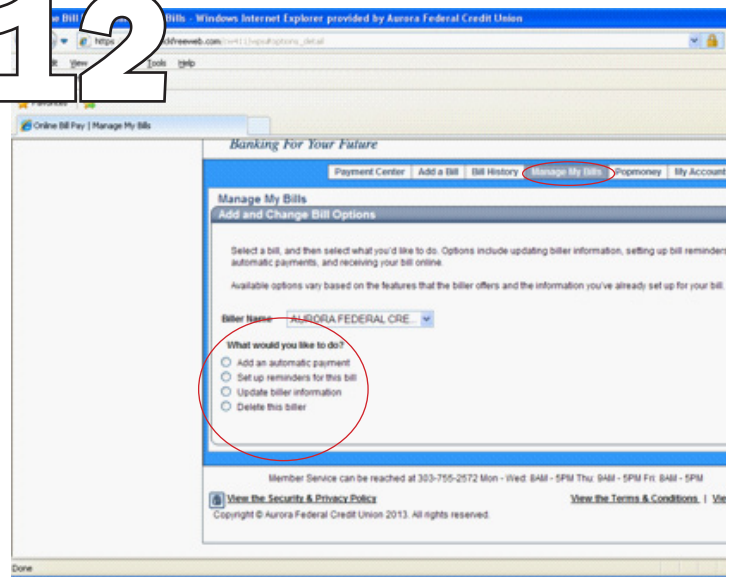 12
Bills - Windows Internet Explorer provided by Aurora Federal Credit Union
https
Tools Help
Online Bill Pay | Manage My Bills
Banking For Your Future
Payment Center Add a Bill Bill History Manage My Bills Popmoney My Account
Manage My Bills
Add and Change Bill Options
Select a bill, and then select what you'd like to do. Options include updating biller information, setting up bill reminders
automatic payments, and receiving your bill online.
Available options vary based on the features that the biller offers and the information you've already set up for your bill.
Biller Name AURORA FEDERAL CRE...
What would you like to do?
Add an automatic payment
Set up reminders for this bill
Update biller information
Delete this biller
Member Service can be reached at 303-755-2572 Mon - Wed: 8AM - 5PM Thu: 9AM - 5PM Fri: 8AM - 5PM
View the Security & Privacy Policy View the Terms & Conditions | Vie
Copyright © Aurora Federal Credit Union 2013. All rights reserved.
Done